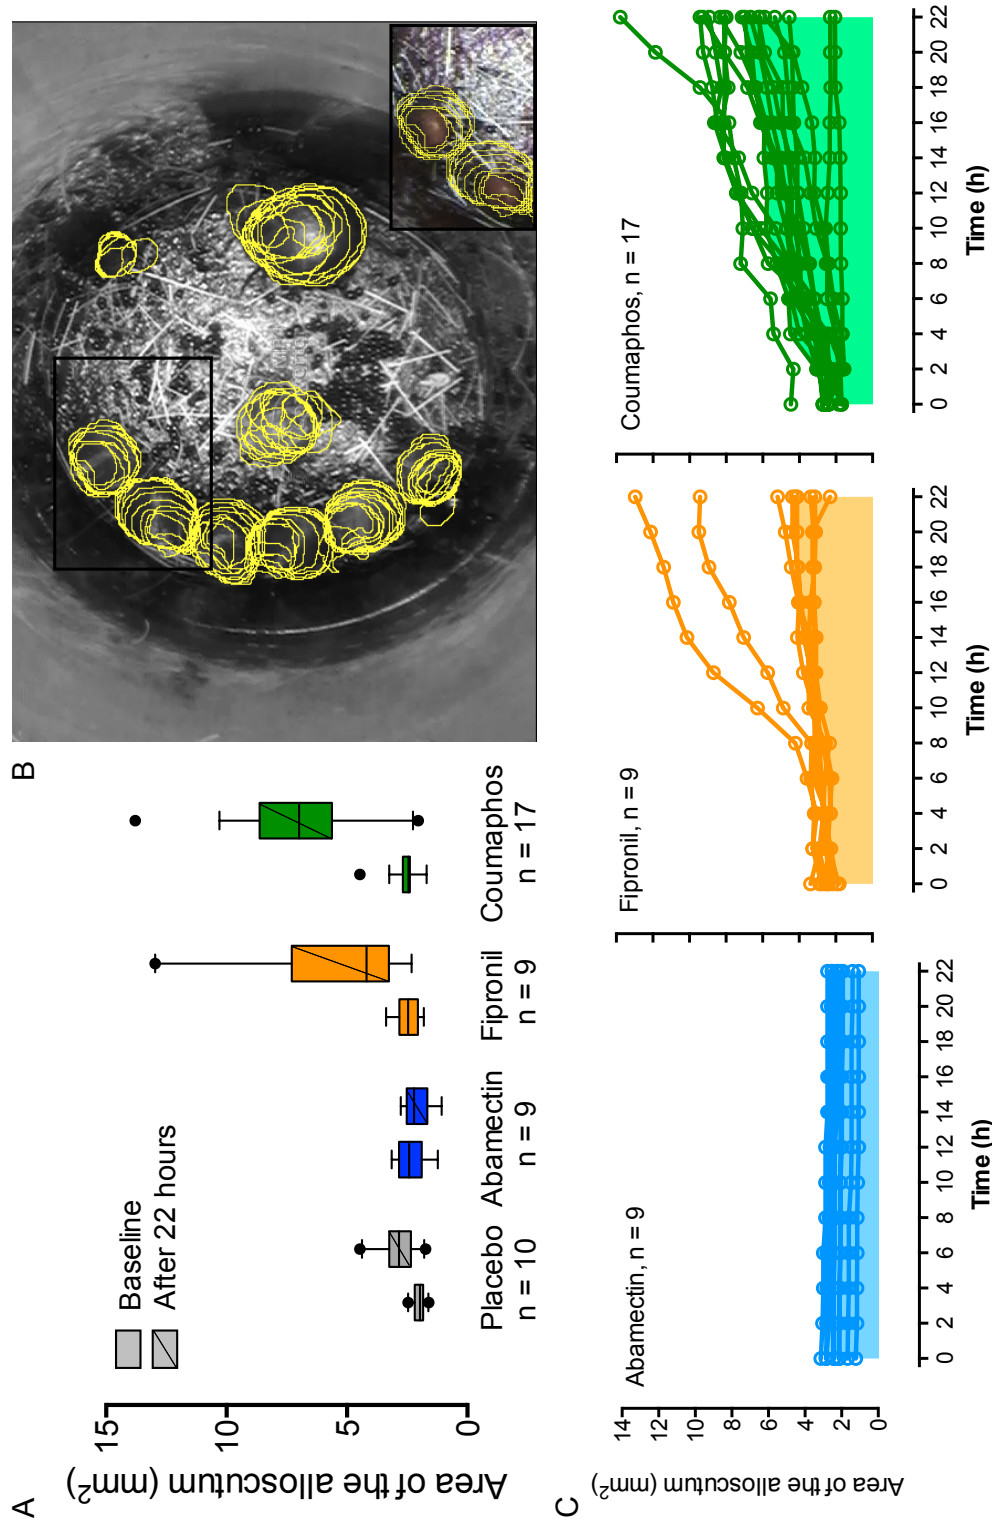 A
Area of the alloscutum (mm²)
15
10
5
0
Baseline
After 22 hours
Placebo
n = 10
Abamectin
n = 9
Fipronil
n = 9
Coumaphos
n = 17
B
C
Area of the alloscutum (mm²)
14
12
10
8
6
4
2
0
Abamectin, n = 9
0 2 4 6 8 10 12 14 16 18 20 22
Time (h)
Fipronil, n = 9
0 2 4 6 8 10 12 14 16 18 20 22
Time (h)
Coumaphos, n = 17
0 2 4 6 8 10 12 14 16 18 20 22
Time (h)